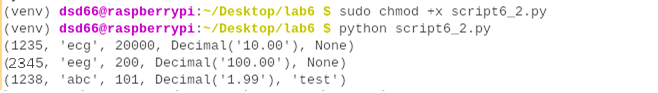 (venv) dsd66@raspberrypi:~/Desktop/lab6 $ sudo chmod +x script6_2.py
(venv) dsd66@raspberrypi:~/Desktop/lab6 $ python script6_2.py
(1235, 'ecg', 20000, Decimal('10.00'), None)
(2345, 'eeg', 200, Decimal('100.00'), None)
(1238, 'abc', 101, Decimal('1.99'), 'test')